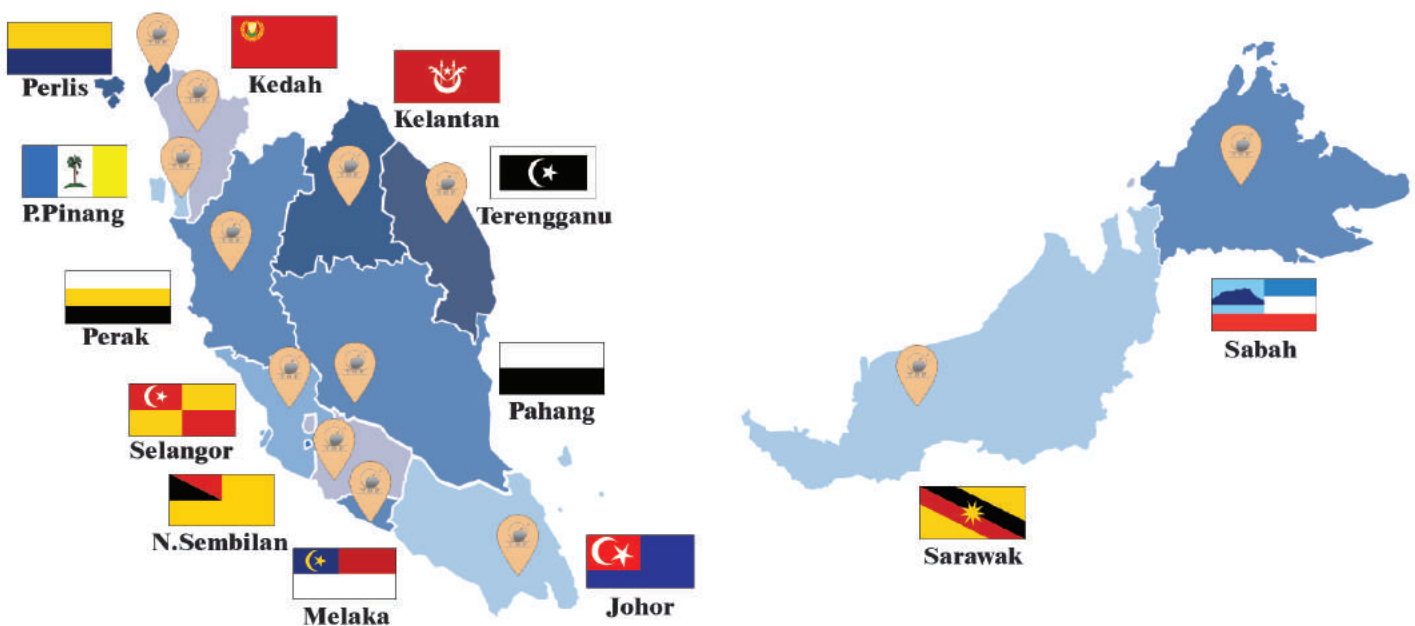 Perlis
Kedah
Kelantan
P.Pinang
Terengganu
Perak
Pahang
Selangor
N.Sembilan
Melaka
Johor
Sabah
Sarawak